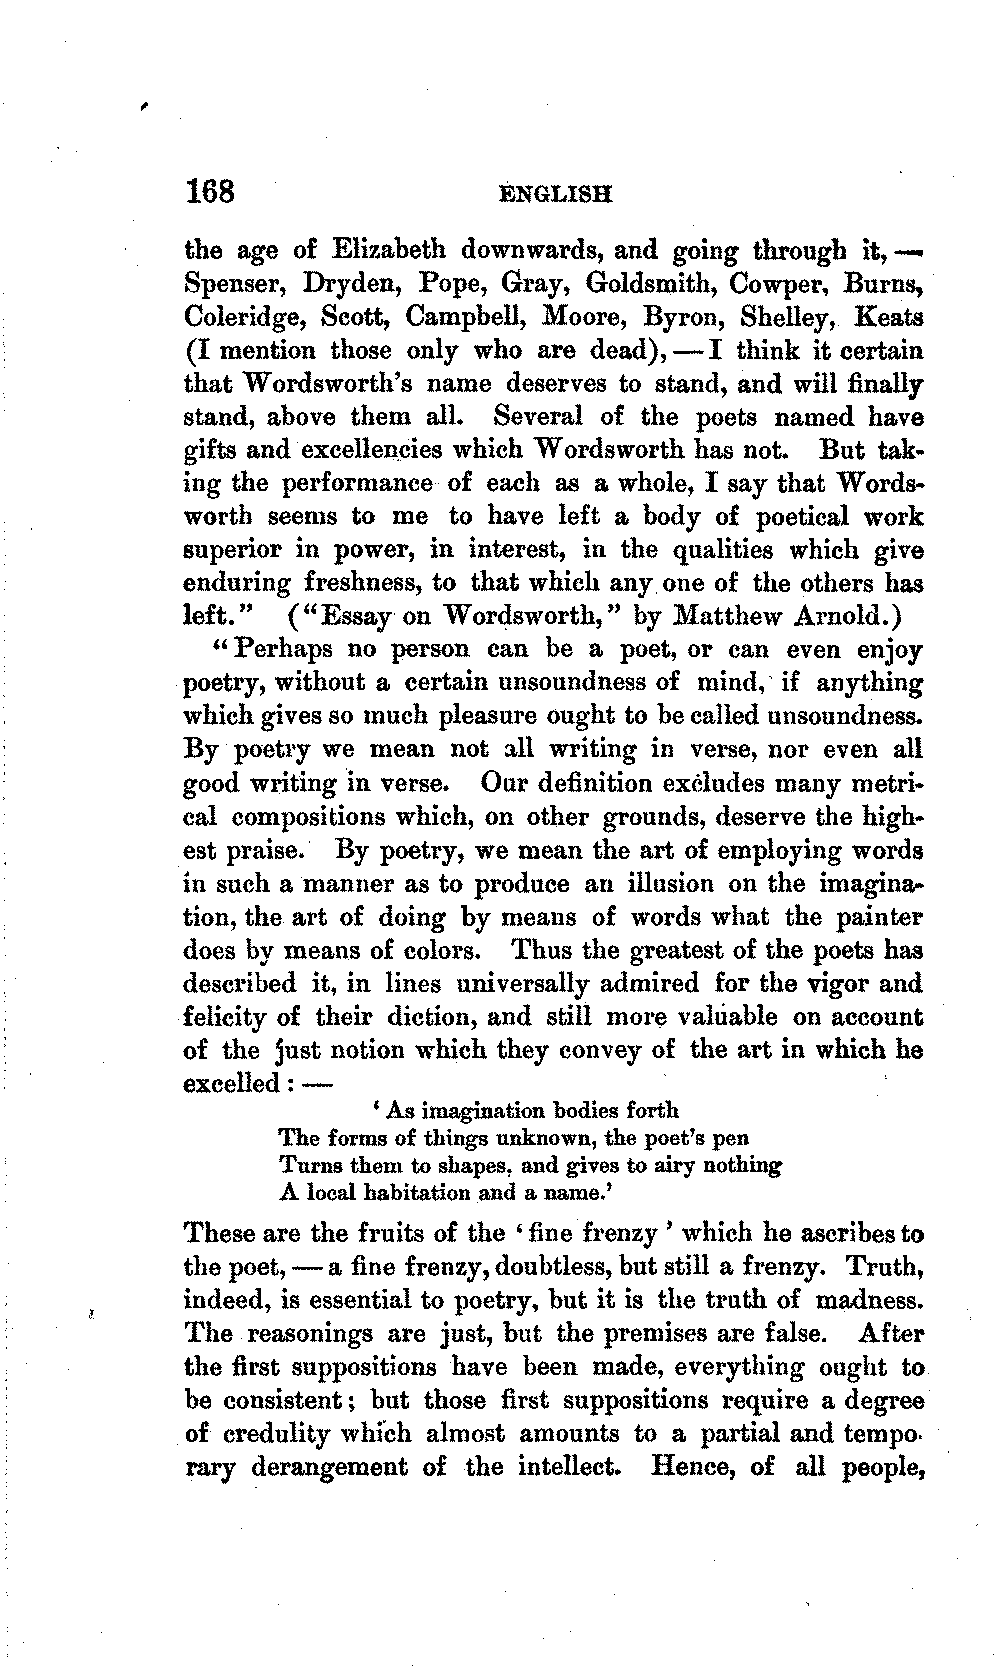 168 ENGLISH
the age of Elizabeth downwards, and going through it, —
Spenser, Dryden, Pope, Gray, Goldsmith, Cowper, Burns,
Coleridge, Scott, Campbell, Moore, Byron, Shelley, Keats
(I mention those only who are dead), — I think it certain
that Wordsworth's name deserves to stand, and will finally
stand, above them all. Several of the poets named have
gifts and excellencies which Wordsworth has not. But tak-
ing the performance of each as a whole, I say that Words-
worth seems to me to have left a body of poetical work
superior in power, in interest, in the qualities which give
enduring freshness, to that which any one of the others has
left." ("Essay on Wordsworth," by Matthew Arnold.)
"Perhaps no person can be a poet, or can even enjoy
poetry, without a certain unsoundness of mind, if anything
which gives so much pleasure ought to be called unsoundness.
By poetry we mean not all writing in verse, nor even all
good writing in verse. Our definition excludes many metri-
cal compositions which, on other grounds, deserve the high-
est praise. By poetry, we mean the art of employing words
in such a manner as to produce an illusion on the imagina-
tion, the art of doing by means of words what the painter
does by means of colors. Thus the greatest of the poets has
described it, in lines universally admired for the vigor and
felicity of their diction, and still more valuable on account
of the just notion which they convey of the art in which he
excelled : —
'As imagination bodies forth
The forms of things unknown, the poet's pen
Turns them to shapes, and gives to airy nothing
A local habitation and a name.'
These are the fruits of the 'fine frenzy' which he ascribes to
the poet, — a fine frenzy, doubtless, but still a frenzy. Truth,
indeed, is essential to poetry, but it is the truth of madness.
The reasonings are just, but the premises are false. After
the first suppositions have been made, everything ought to
be consistent; but those first suppositions require a degree
of credulity which almost amounts to a partial and tempo-
rary derangement of the intellect. Hence, of all people,